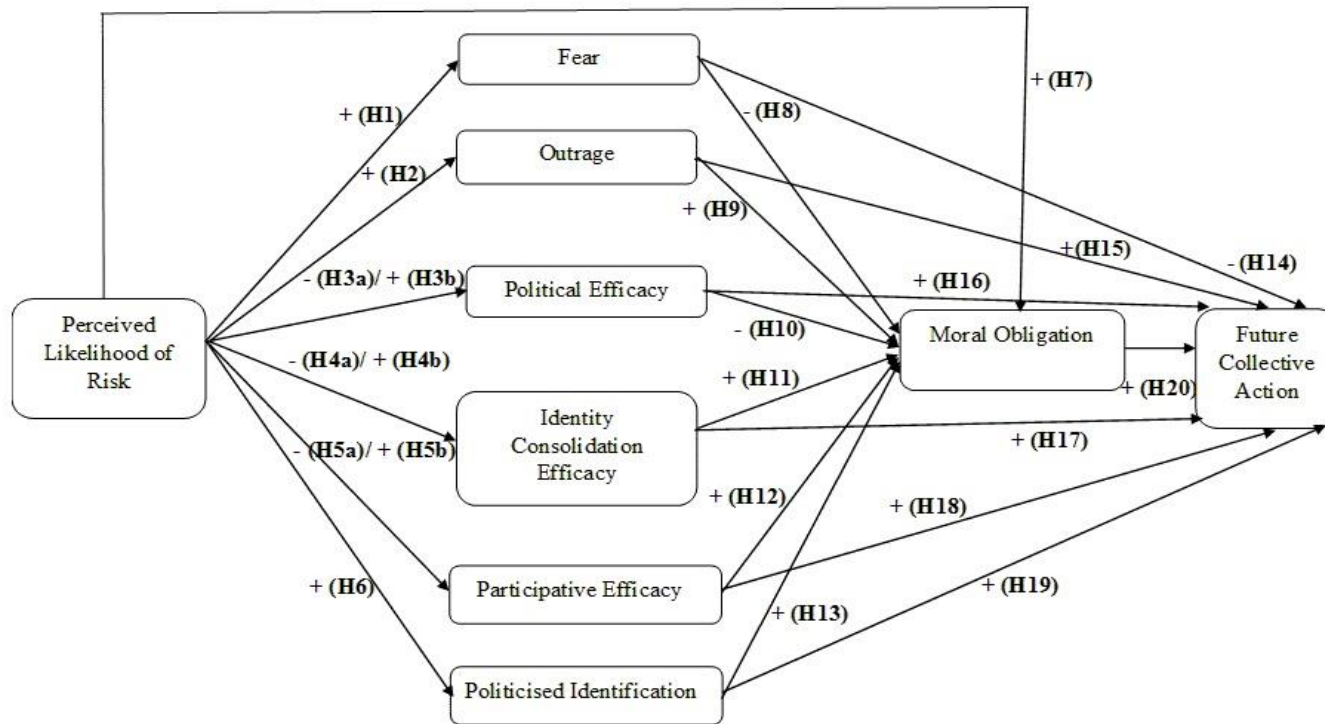 Fear
+ (H7)
+ (H1)
- (H8)
Outrage
+ (H2)
+ (H9)
+(H15)
- (H14)
- (H3a)/ + (H3b)
Political Efficacy
+ (H16)
Perceived
Likelihood of
Risk
- (H10)
Moral Obligation
Future
Collective
Action
- (H4a)/ + (H4b)
+ (H11)
+ (H20)
Identity
Consolidation
Efficacy
+ (H17)
- (H5a)/ + (H5b)
+ (H12)
+ (H18)
Participative Efficacy
+ (H6)
+ (H19)
+ (H13)
Politicised Identification